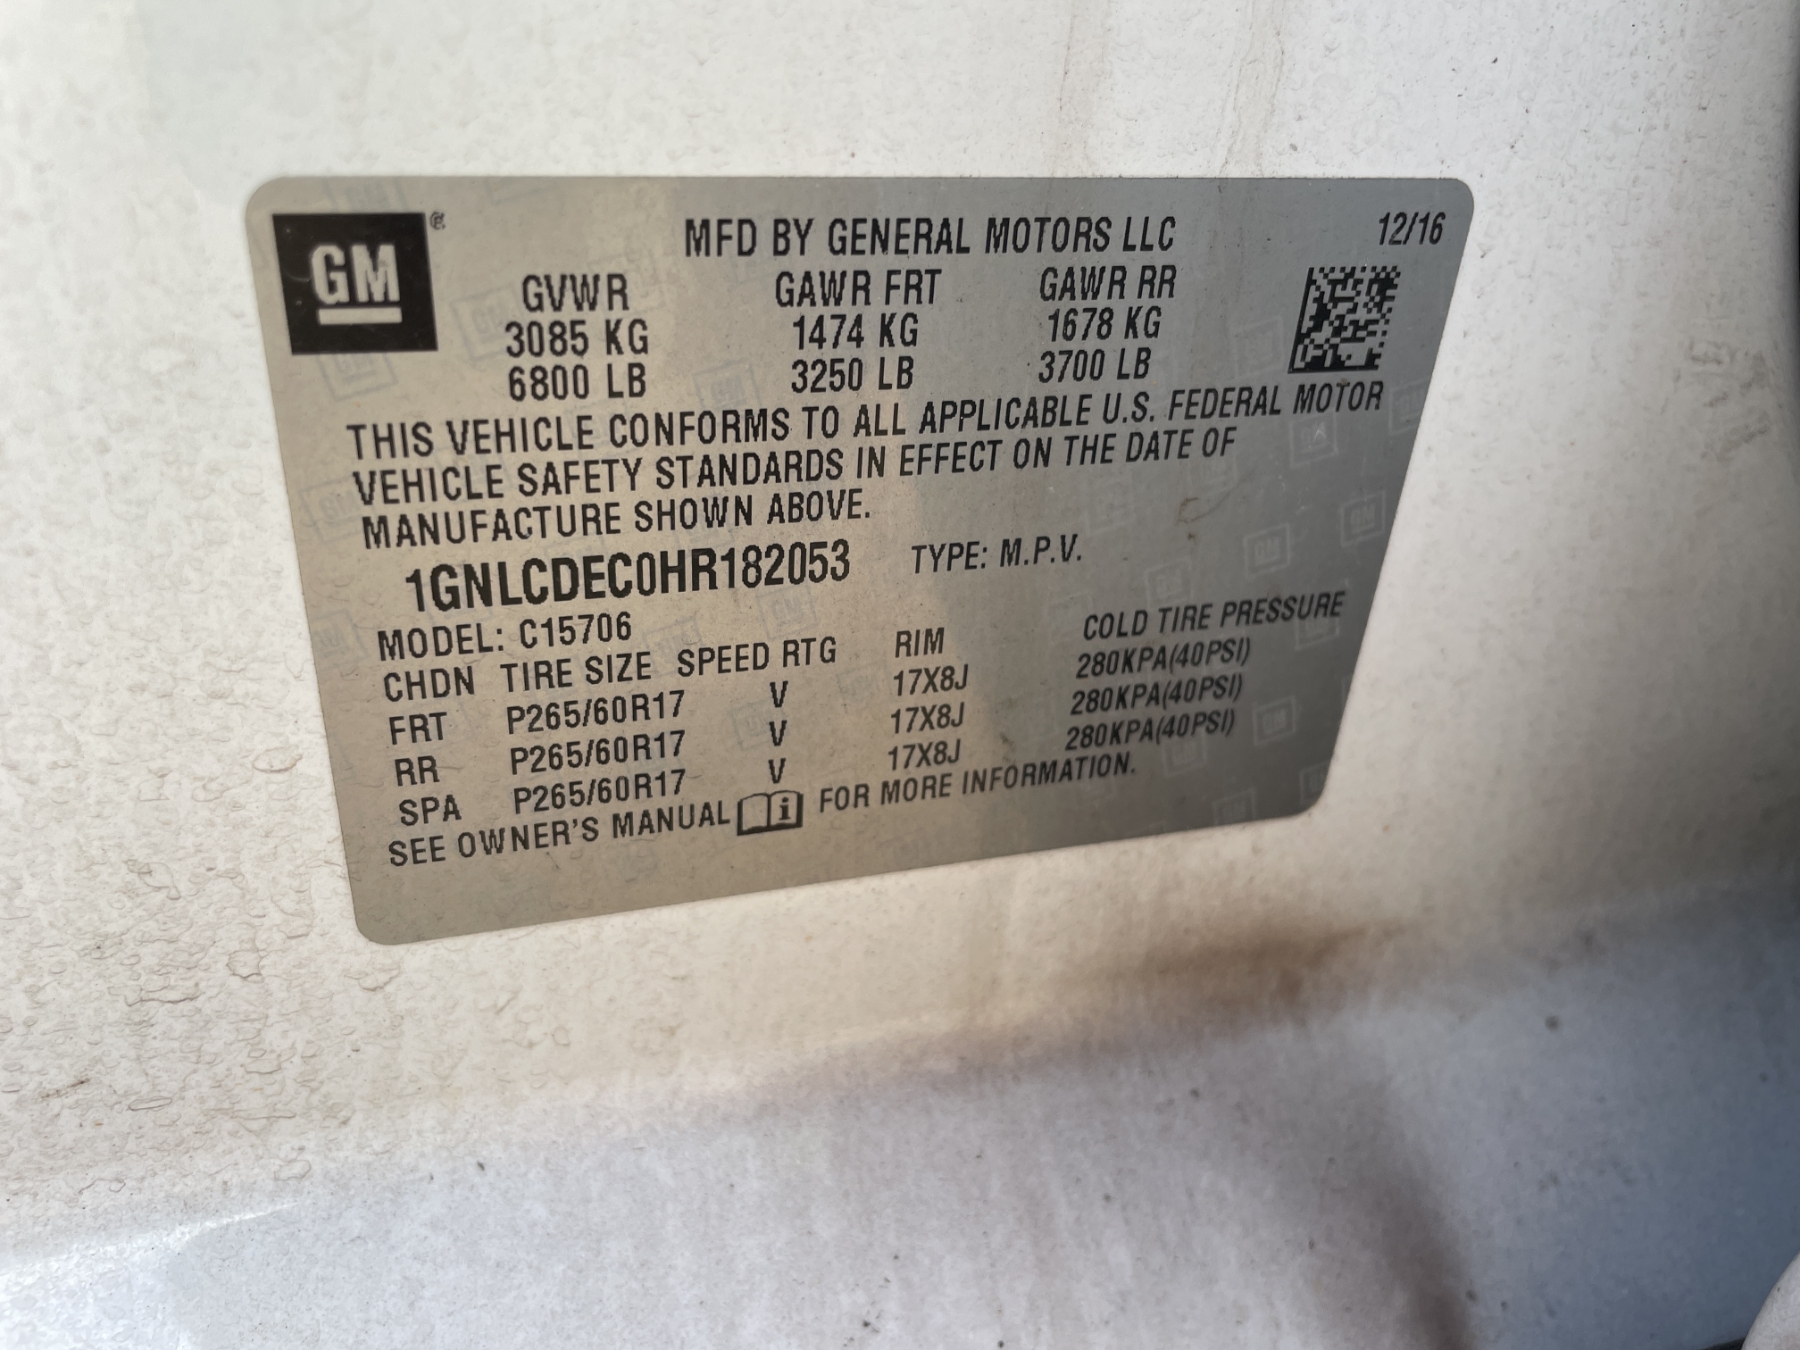 GM ®
MFD BY GENERAL MOTORS LLC 12/16
GVWR GAWR FRT GAWR RR
3085 KG 1474 KG 1678 KG
6800 LB 3250 LB 3700 LB
THIS VEHICLE CONFORMS TO ALL APPLICABLE U.S. FEDERAL MOTOR
VEHICLE SAFETY STANDARDS IN EFFECT ON THE DATE OF
MANUFACTURE SHOWN ABOVE.
1GNLCDEC0HR182053 TYPE: M.P.V.
MODEL: C15706
CHDN TIRE SIZE SPEED RTG RIM COLD TIRE PRESSURE
FRT P265/60R17 V 17X8J 280KPA(40PSI)
RR P265/60R17 V 17X8J 280KPA(40PSI)
SPA P265/60R17 V 17X8J 280KPA(40PSI)
SEE OWNER'S MANUAL i FOR MORE INFORMATION.